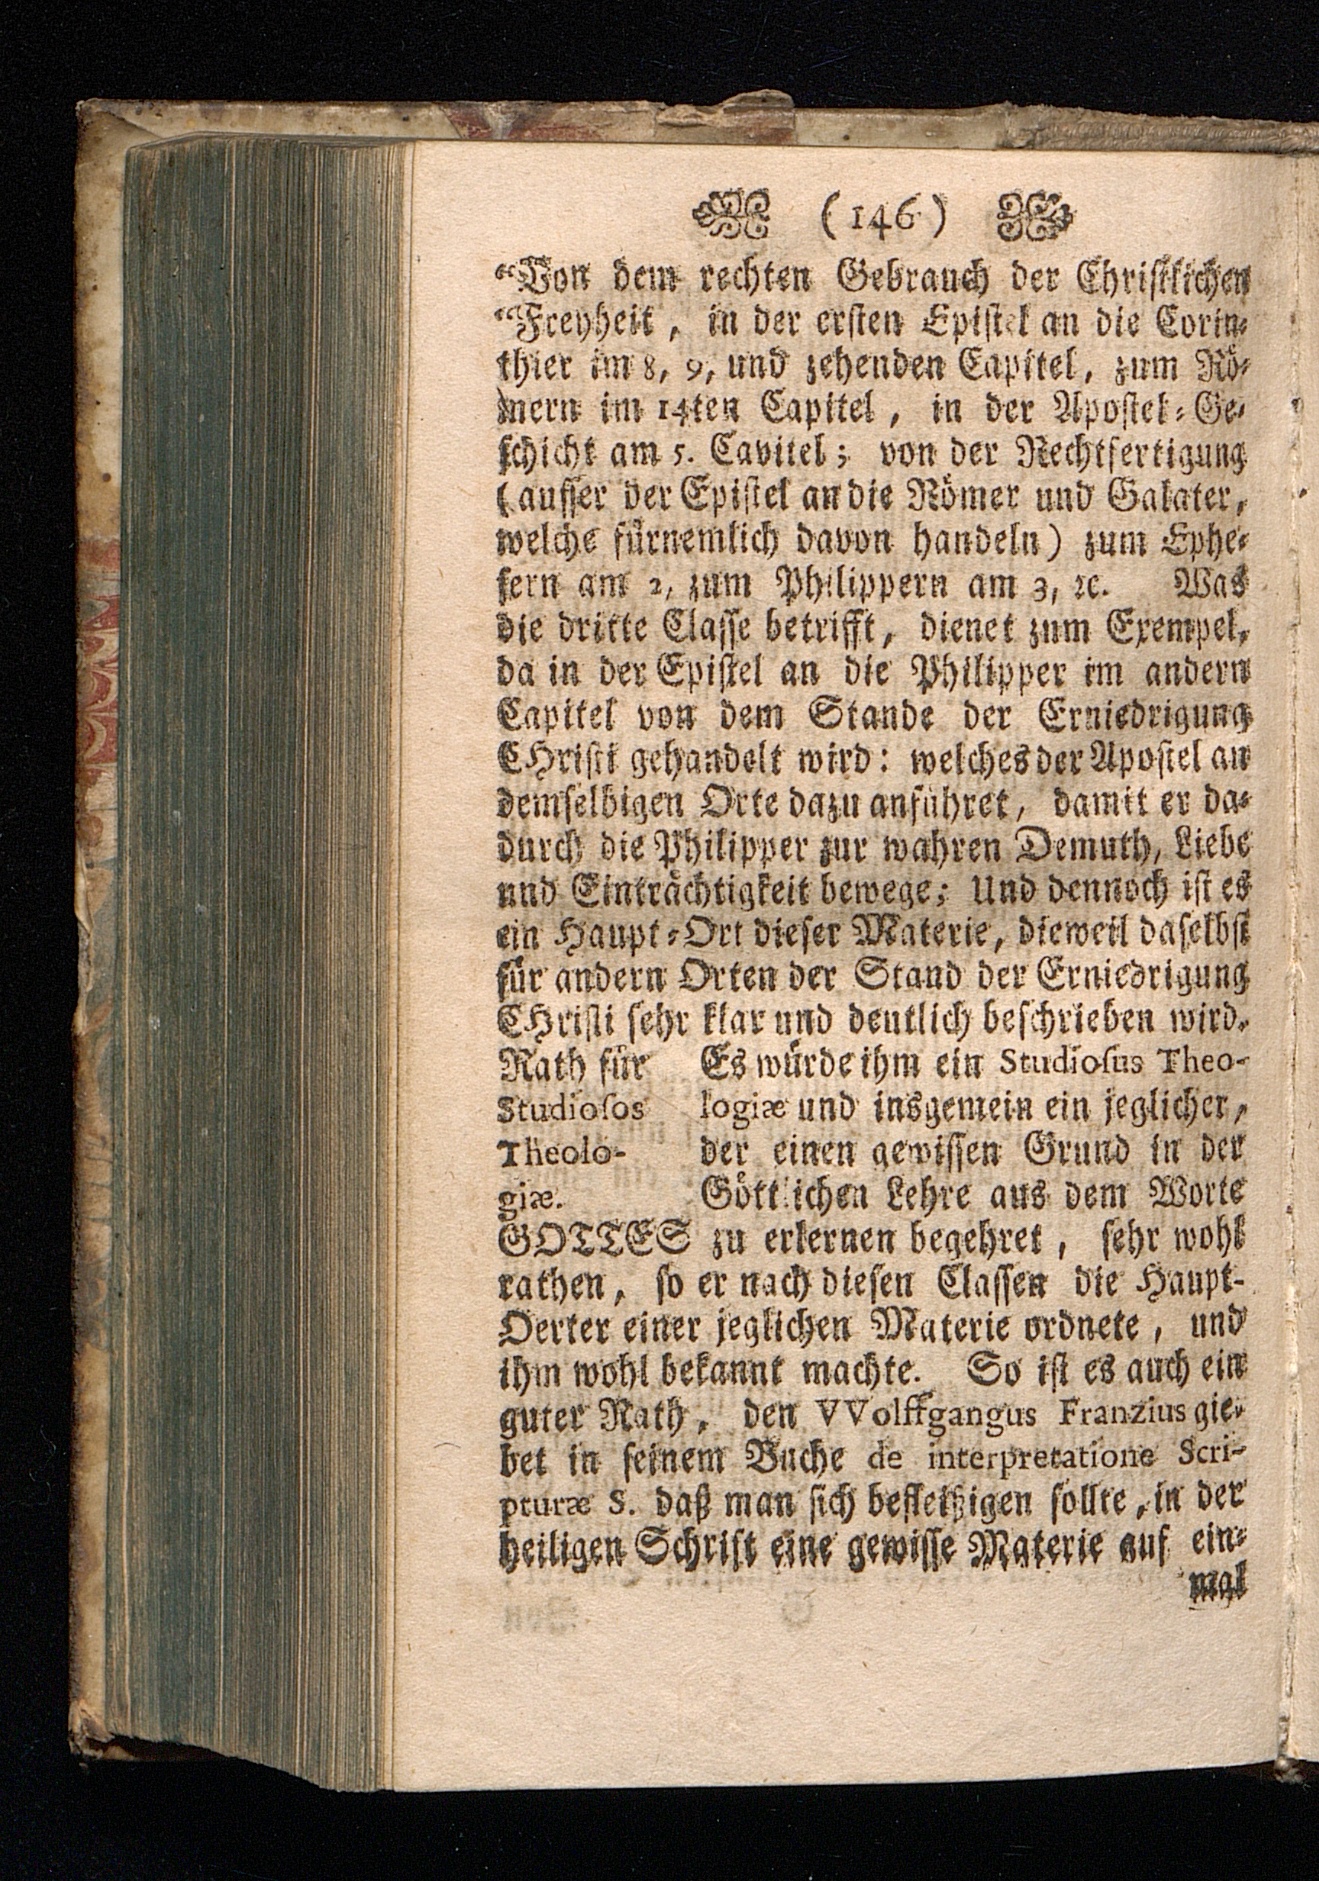 (146)
“Von dem rechten Gebrauch der Christlichen
“Freyheit, in der ersten Epistel an die Corin-
thier im 8, 9, und zehenden Capitel, zum Rö-
mern im 14ten Capitel, in der Apostel-Ge-
schicht am 5. Cavitel; von der Rechtfertigung
(ausser der Epistel an die Römer und Galater,
welche fürnemlich davon handeln) zum Ephe-
sern am 2, zum Philippern am 3, ꝛc. Was
die dritte Classe betrifft, dienet zum Exempel,
da in der Epistel an die Philipper im andern
Capitel von dem Stande der Erniedrigung
CHristi gehandelt wird: welches der Apostel an
demselbigen Orte dazu anführet, damit er da-
durch die Philipper zur wahren Demuth, Liebe
und Einträchtigkeit bewege; Und dennoch ist es
ein Haupt-Ort dieser Materie, dieweil daselbst
für andern Orten der Stand der Erniedrigung
CHristi sehr klar und deutlich beschrieben wird.
Rath für
Studiosos
Theolo-
giæ.
Es würde ihm ein Studiosus Theo-
logiæ und insgemein ein jeglicher,
der einen gewissen Grund in der
Göttlichen Lehre aus dem Worte
GOTTES zu erkernen begehret, sehr wohl
rathen, so er nach diesen Classen die Haupt-
Oerter einer jeglichen Materie ordnete, und
ihm wohl bekannt machte. So ist es auch ein
guter Rath, den VVolffgangus Franzius gie-
bet in seinem Buche de interpretatione Scri-
pturæ S. daß man sich befleißigen sollte, in der
heiligen Schrift eine gewisse Materie auf ein-
mal